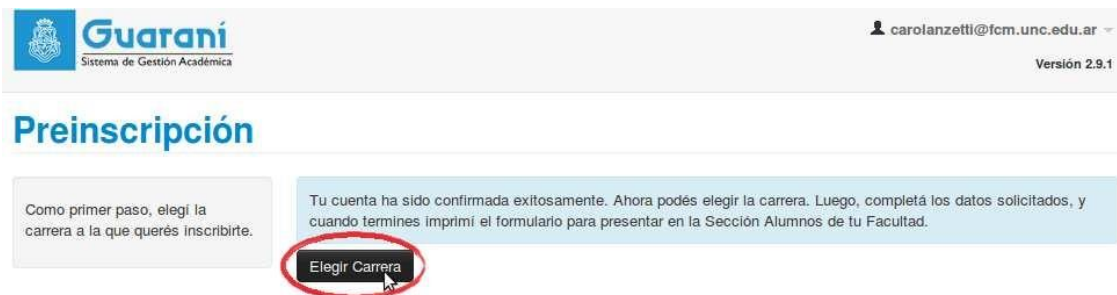 Guaraní
Sistema de Gestión Académica
carolanzetti@fcm.unc.edu.ar
Versión 2.9.1
Preinscripción
Como primer paso, elegí la
carrera a la que querés inscribirte.
Tu cuenta ha sido confirmada exitosamente. Ahora podés elegir la carrera. Luego, completá los datos solicitados, y
cuando termines imprimí el formulario para presentar en la Sección Alumnos de tu Facultad.
Elegir Carrera